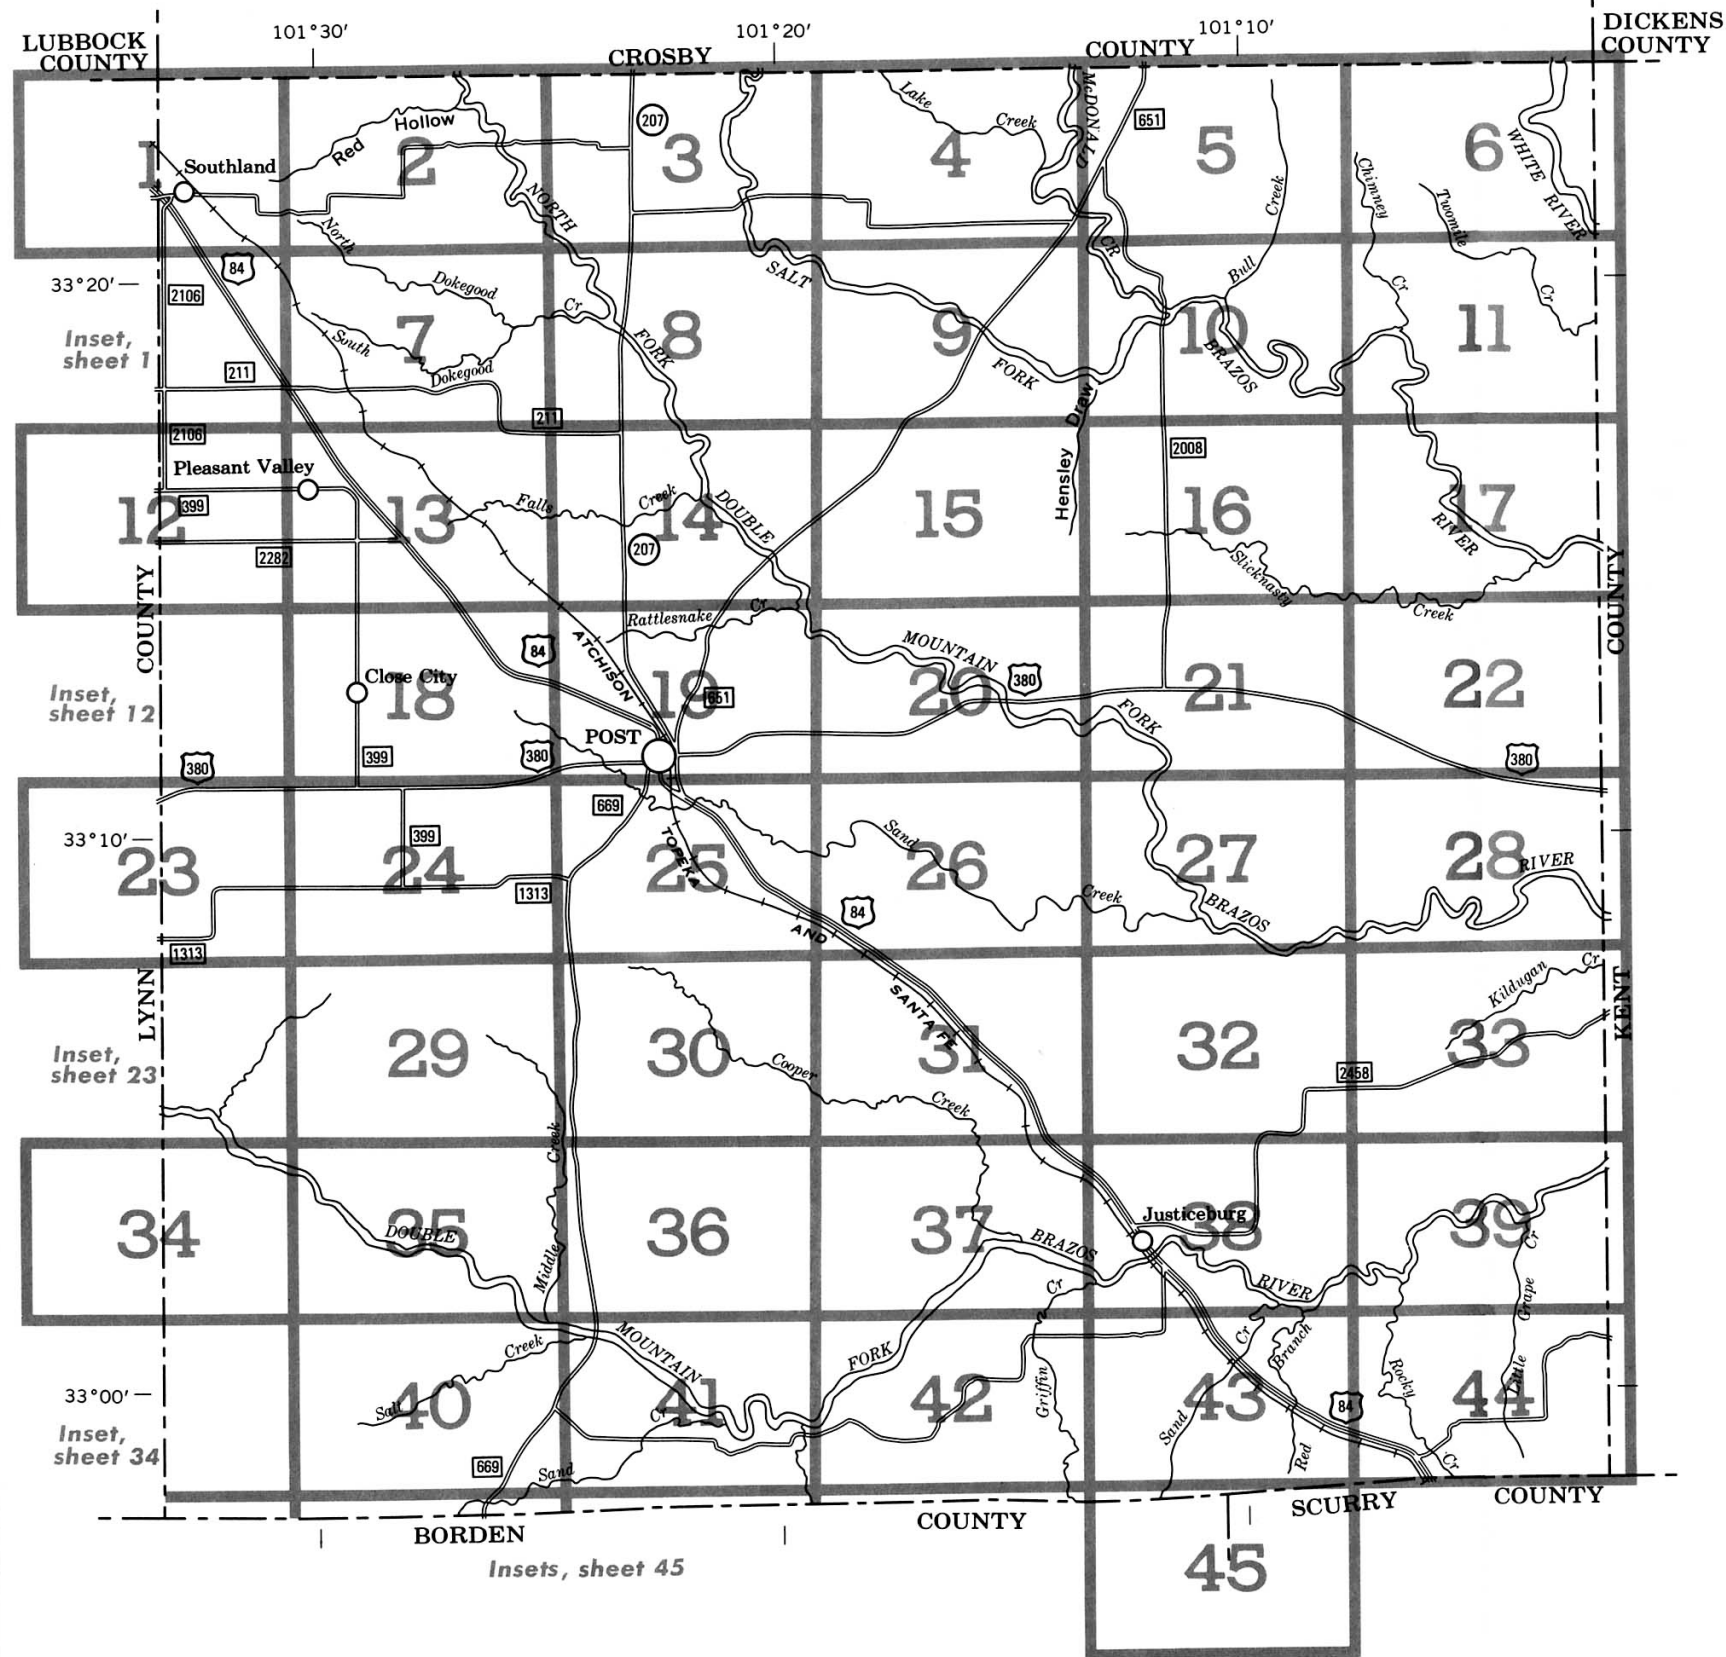 101°30′
101°20′
101°10′
LUBBOCK
COUNTY
CROSBY
COUNTY
DICKENS
COUNTY
1
Southland
Red
Hollow
2
207
3
Lake
Creek
4
McDONALD
CR
651
5
Bull
Creek
Chimney
Cr
Twomile
Cr
6
WHITE
RIVER
NORTH
FORK
North
Dokegood
Cr
SALT
FORK
84
33°20′
2106
Inset,
sheet 1
7
South
Dokegood
8
9
10
BRAZOS
11
211
211
Hensley
Draw
2106
Pleasant Valley
399
12
13
Falls
Creek
14
DOUBLE
207
15
2008
16
17
RIVER
2282
Slicknasty
Creek
COUNTY
COUNTY
Rattlesnake
Cr
ATCHISON
84
MOUNTAIN
380
Close City
18
19
651
20
21
22
Inset,
sheet 12
FORK
POST
380
399
380
380
669
33°10′
399
TOPEKA
Sand
Creek
23
24
25
26
27
28
RIVER
1313
84
AND
BRAZOS
1313
LYNN
SANTA FE
Kildugan
Cr
KENT
29
30
31
32
33
Inset,
sheet 23
Cooper
Creek
2458
Creek
Middle
34
35
DOUBLE
36
37
BRAZOS
Justiceburg
38
39
Cr
Grape
Little
Cr
RIVER
Creek
Salt
MOUNTAIN
FORK
Cr
Branch
33°00′
40
41
Cr
Sand
42
Griffin
43
Sand
Red
84
Rocky
Cr
44
Inset,
sheet 34
669
BORDEN
COUNTY
SCURRY
COUNTY
Insets, sheet 45
45